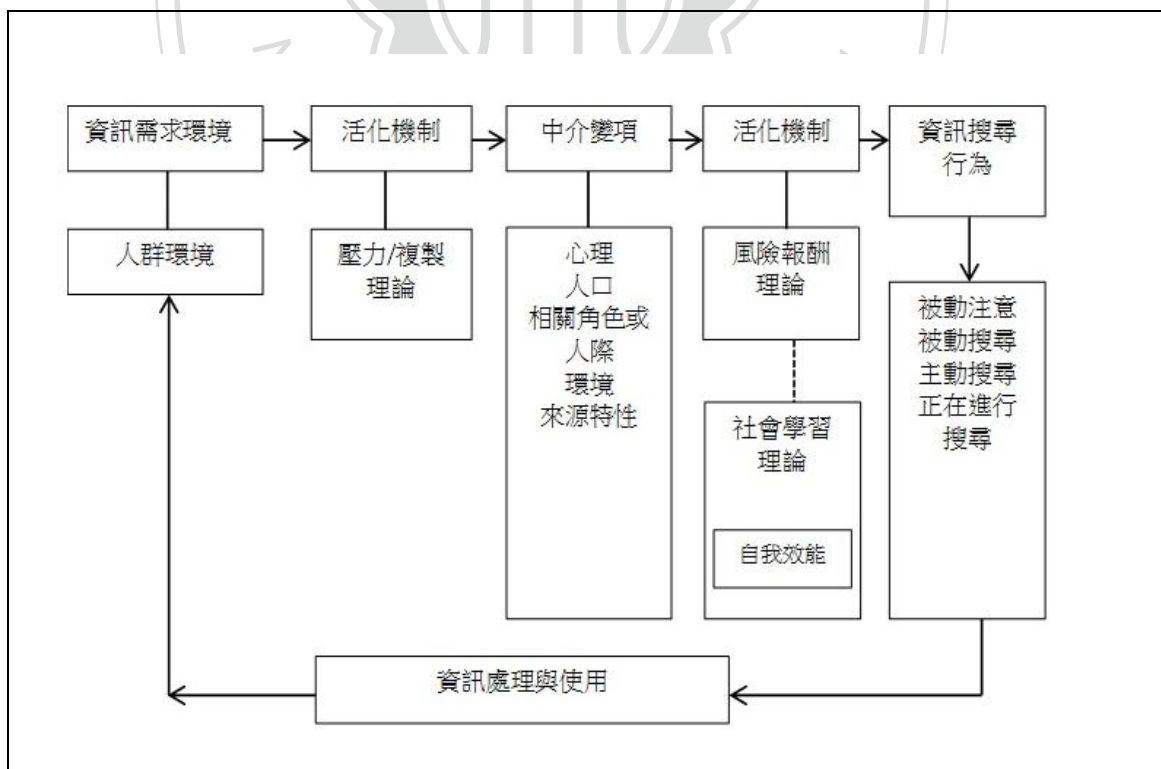 資訊需求環境
活化機制
中介變項
活化機制
資訊搜尋
行為
人群環境
壓力/複製
理論
心理
人口
相關角色或
人際
環境
來源特性
風險報酬
理論
社會學習
理論
自我效能
被動注意
被動搜尋
主動搜尋
正在進行
搜尋
資訊處理與使用